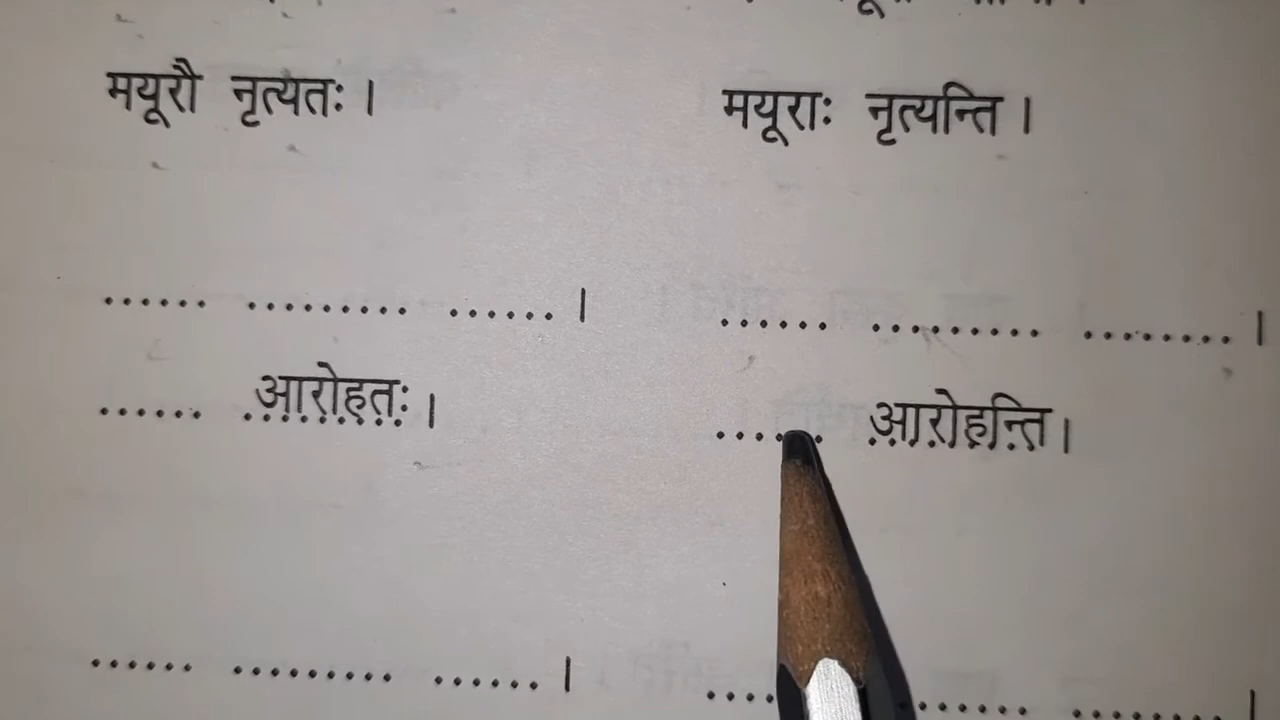 मयूरौ नृत्यतः ।
मयूराः नृत्यन्ति ।
...... ......... ...... ।
...... ......... ........ ।
...... आरोहतः ।
...... आरोहन्ति ।
...... ......... ...... ।